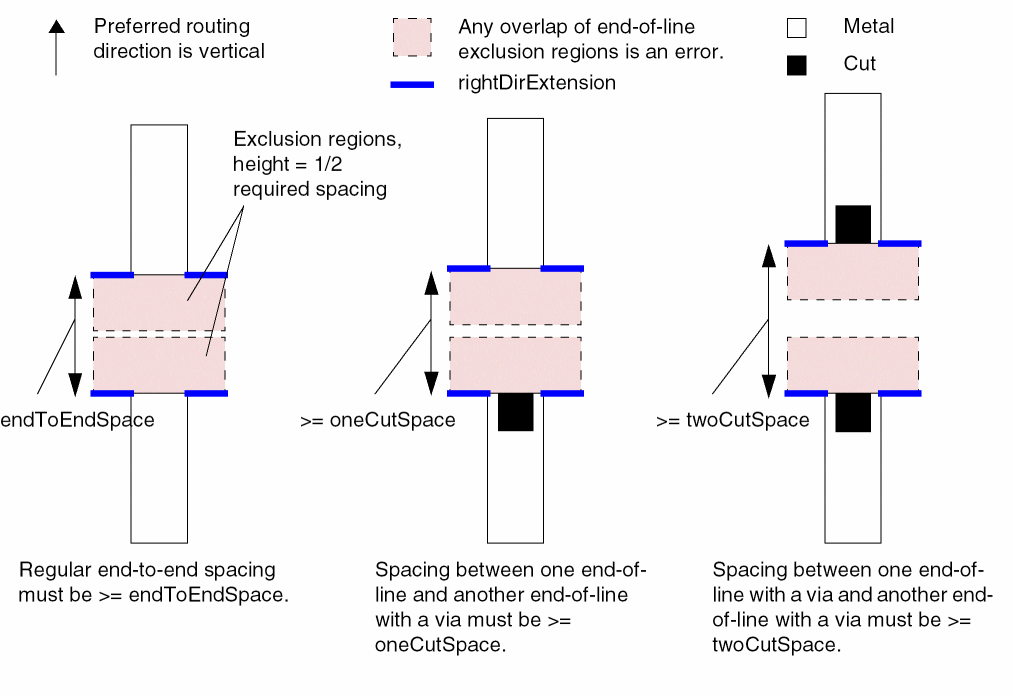 Preferred routing
direction is vertical
Any overlap of end-of-line
exclusion regions is an error.
rightDirExtension
Metal
Cut
Exclusion regions,
height = 1/2
required spacing
endToEndSpace
>= oneCutSpace
>= twoCutSpace
Regular end-to-end spacing
must be >= endToEndSpace.
Spacing between one end-of-
line and another end-of-line
with a via must be >=
oneCutSpace.
Spacing between one end-of-
line with a via and another end-
of-line with a via must be >=
twoCutSpace.